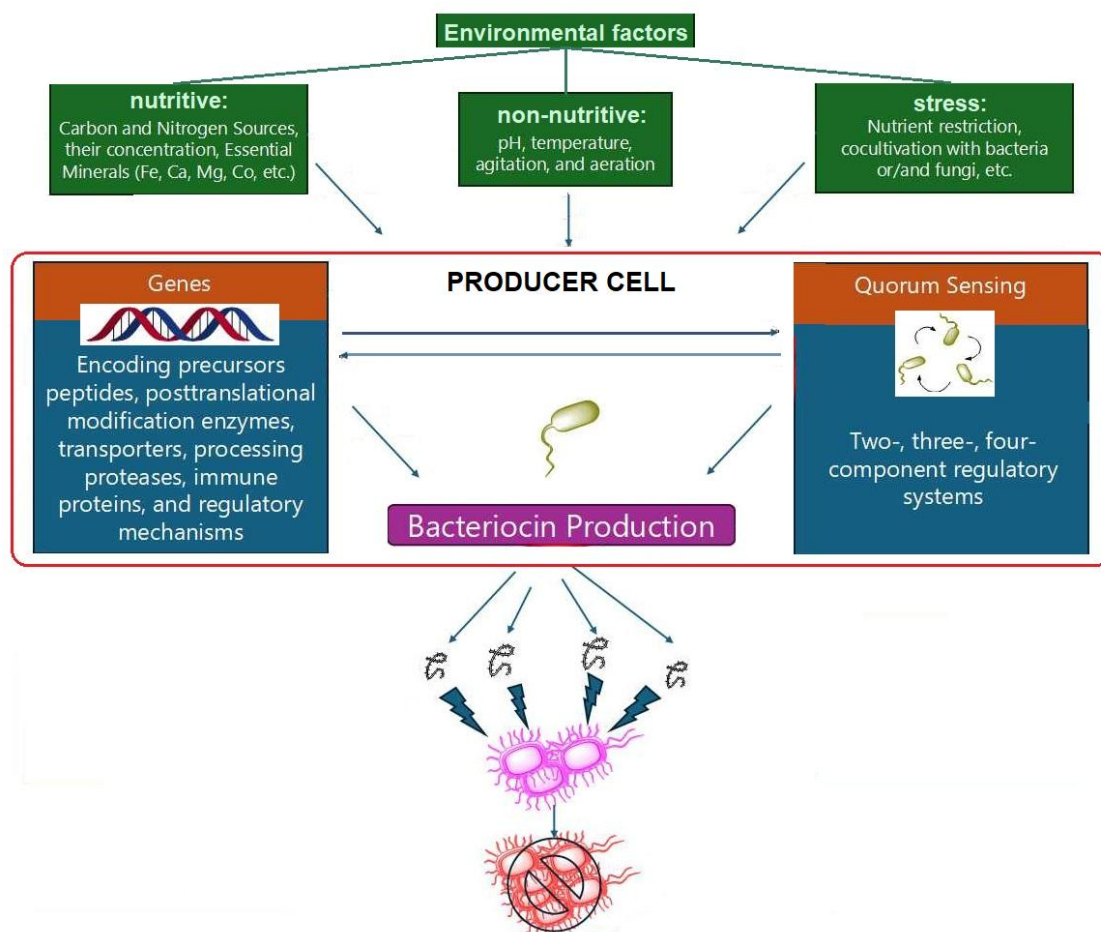 Environmental factors
nutritive:
Carbon and Nitrogen Sources,
their concentration, Essential
Minerals (Fe, Ca, Mg, Co, etc.)
non-nutritive:
pH, temperature,
agitation, and aeration
stress:
Nutrient restriction,
cocultivation with bacteria
or/and fungi, etc.
PRODUCER CELL
Genes
Encoding precursors
peptides, posttranslational
modification enzymes,
transporters, processing
proteases, immune
proteins, and regulatory
mechanisms
Quorum Sensing
Two-, three-, four-
component regulatory
systems
Bacteriocin Production